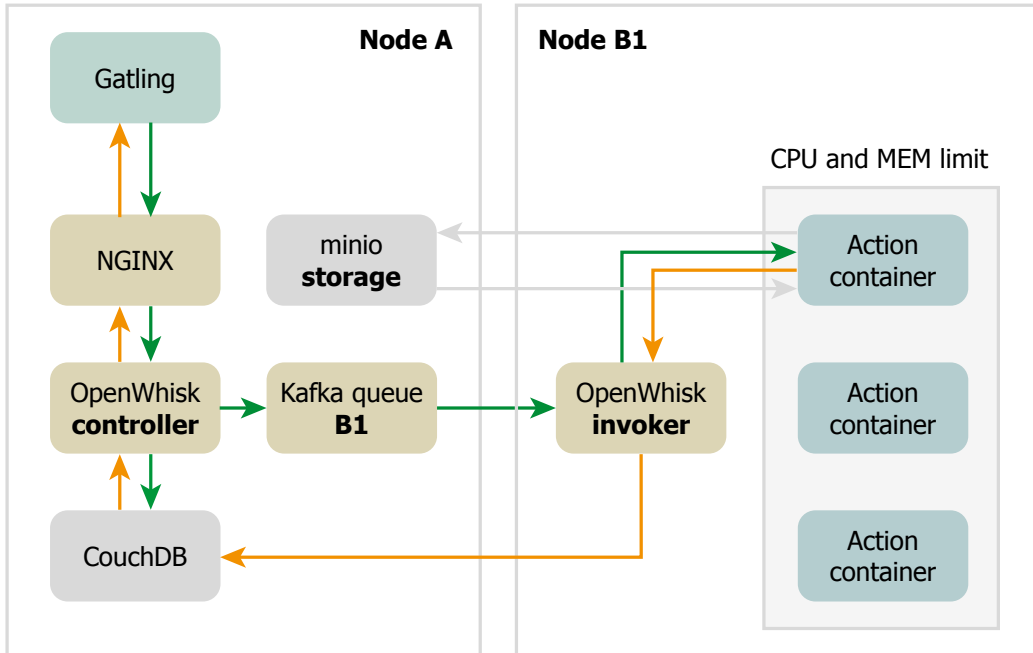 Node A
Node B1
Gatling
CPU and MEM limit
NGINX
minio
storage
Action
container
OpenWhisk
controller
Kafka queue
B1
OpenWhisk
invoker
Action
container
CouchDB
Action
container